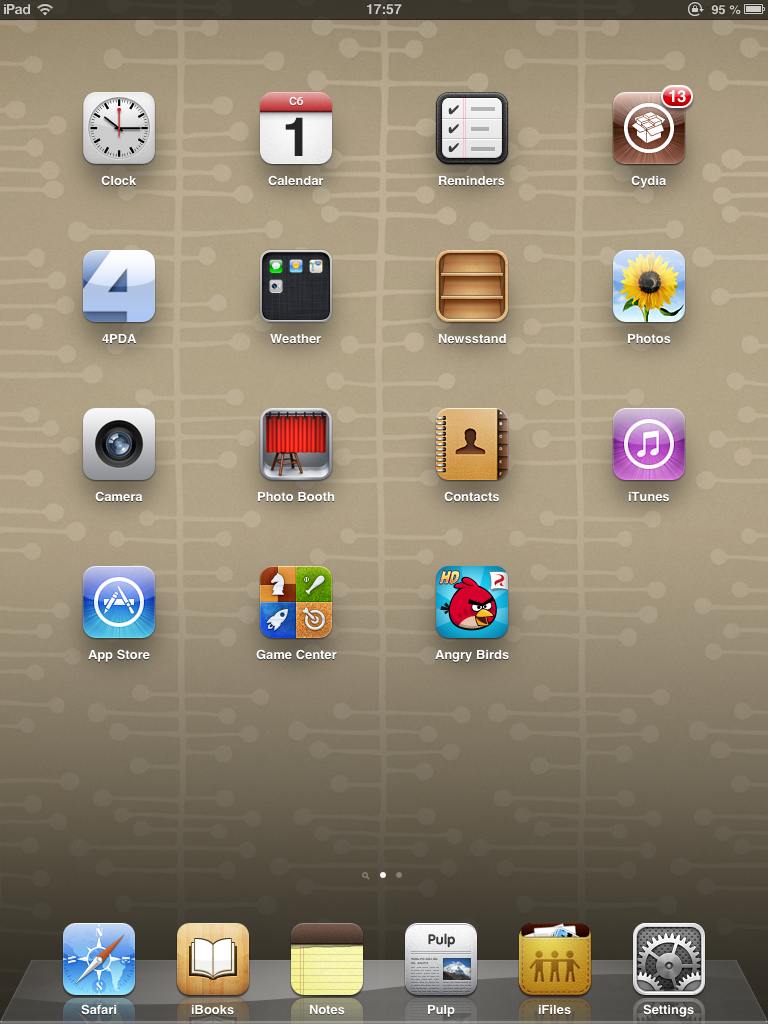 iPad 17:57 95 %
Сб
1
13
Clock Calendar Reminders Cydia
4
4PDA Weather Newsstand Photos
Camera Photo Booth Contacts iTunes
HD
App Store Game Center Angry Birds
N
S
Pulp
Safari iBooks Notes Pulp iFiles Settings